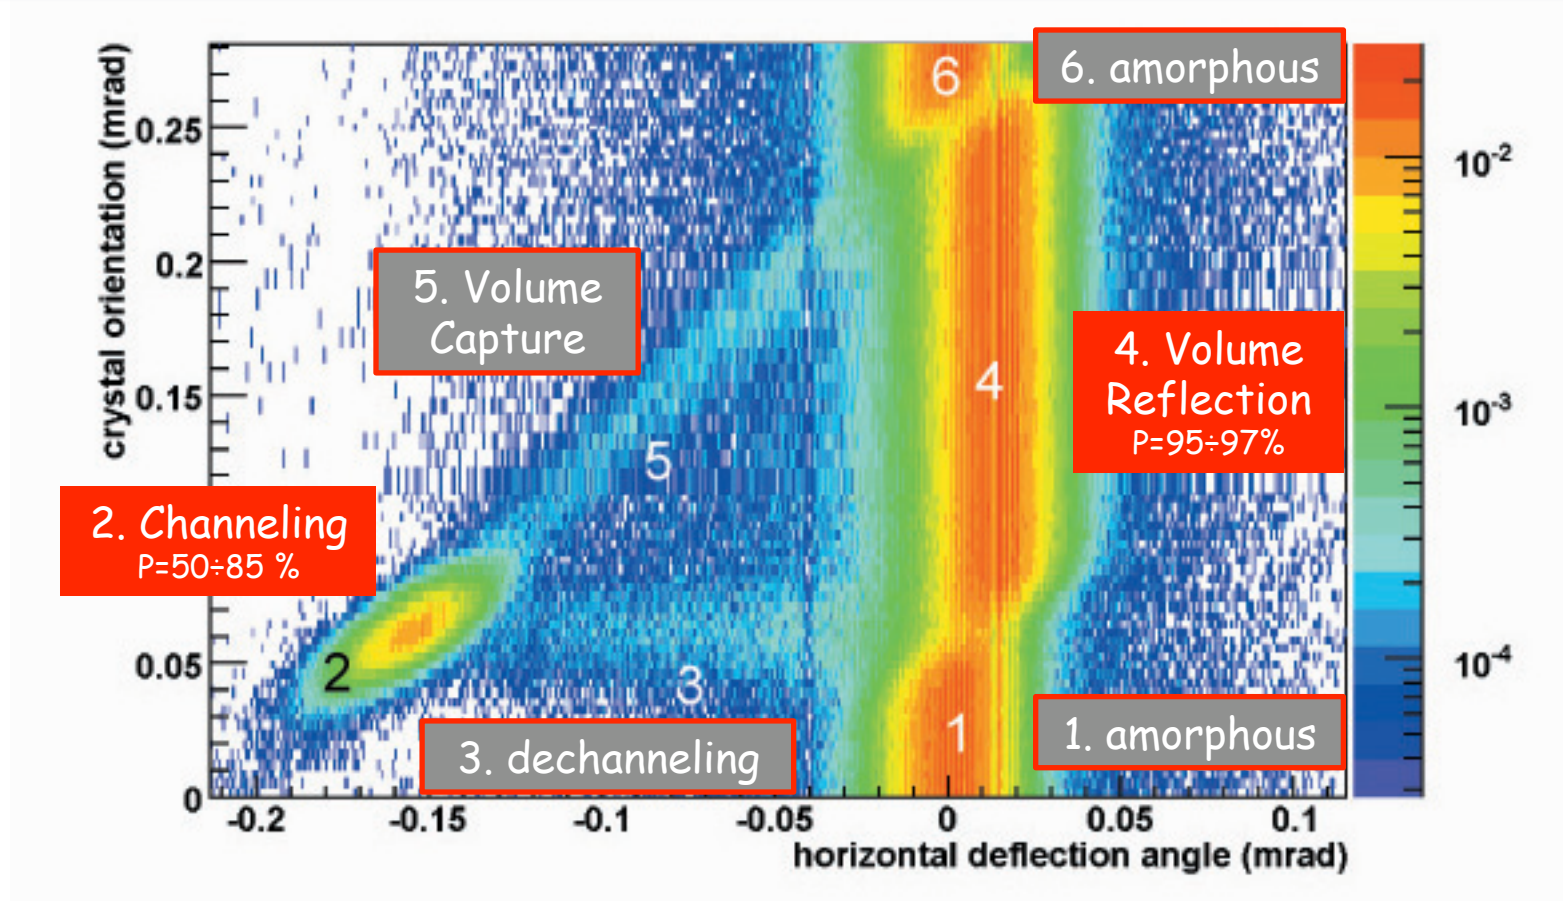 6
6. amorphous
crystal orientation (mrad)
0.25
10-2
5. Volume
Capture
0.2
4. Volume
Reflection
P=95÷97%
4
0.15
10-3
5
2. Channeling
P=50÷85 %
2
0.05
10-4
3
1
1. amorphous
3. dechanneling
0
-0.2 -0.15 -0.1 -0.05 0 0.05 0.1
horizontal deflection angle (mrad)